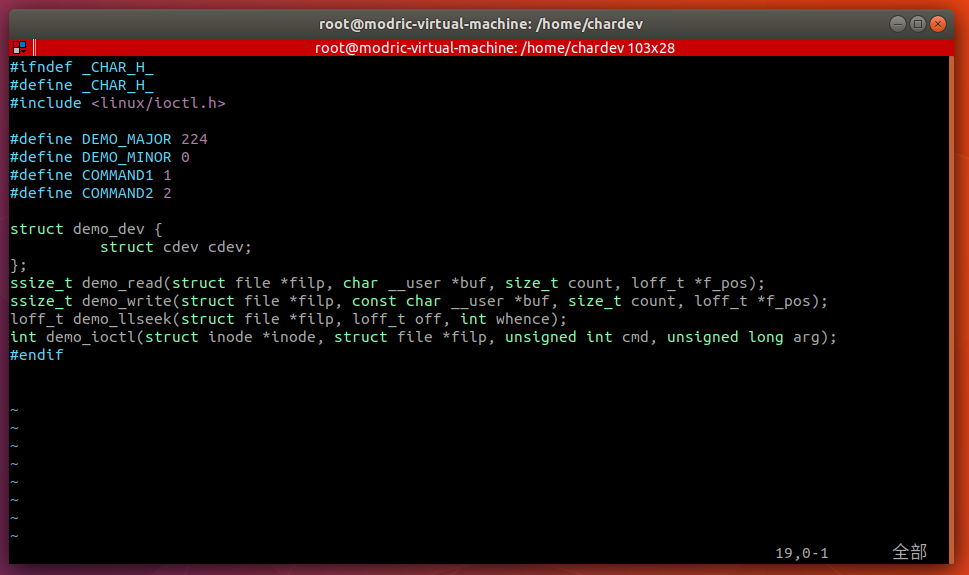 root@modric-virtual-machine: /home/chardev
root@modric-virtual-machine: /home/chardev 103x28
#ifndef _CHAR_H_
#define _CHAR_H_
#include <linux/ioctl.h>

#define DEMO_MAJOR 224
#define DEMO_MINOR 0
#define COMMAND1 1
#define COMMAND2 2

struct demo_dev {
          struct cdev cdev;
};
ssize_t demo_read(struct file *filp, char __user *buf, size_t count, loff_t *f_pos);
ssize_t demo_write(struct file *filp, const char __user *buf, size_t count, loff_t *f_pos);
loff_t demo_llseek(struct file *filp, loff_t off, int whence);
int demo_ioctl(struct inode *inode, struct file *filp, unsigned int cmd, unsigned long arg);
#endif


~
~
~
~
~
~
~
~
19,0-1 全部